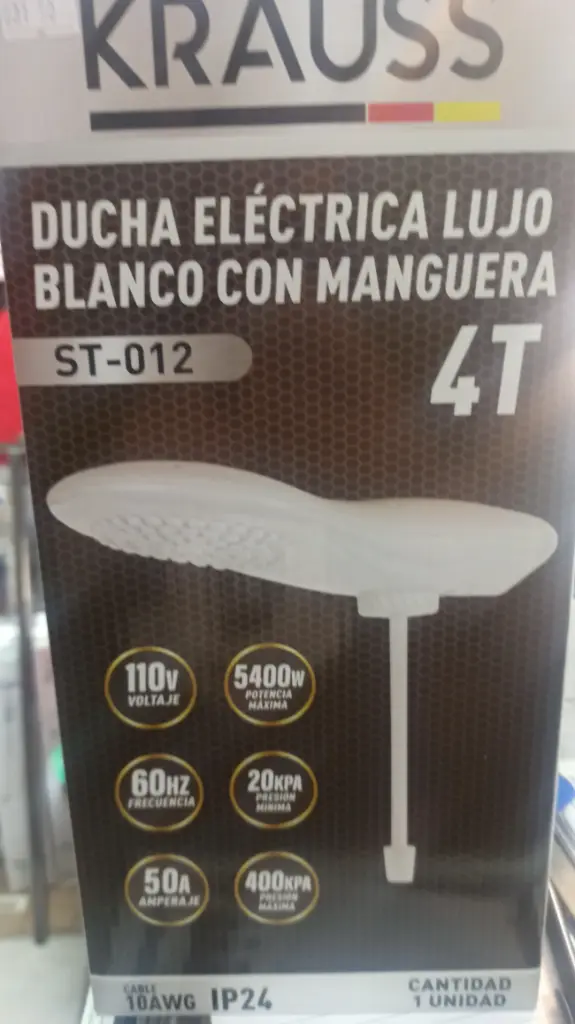 KRAUSS
DUCHA ELÉCTRICA LUJO
BLANCO CON MANGUERA
ST-012
4T
110V
VOLTAJE
5400W
POTENCIA
MÁXIMA
60HZ
FRECUENCIA
20KPA
PRESIÓN
MÍNIMA
50A
AMPERAJE
400KPA
PRESIÓN
MÁXIMA
CABLE
10AWG IP24
CANTIDAD
1 UNIDAD